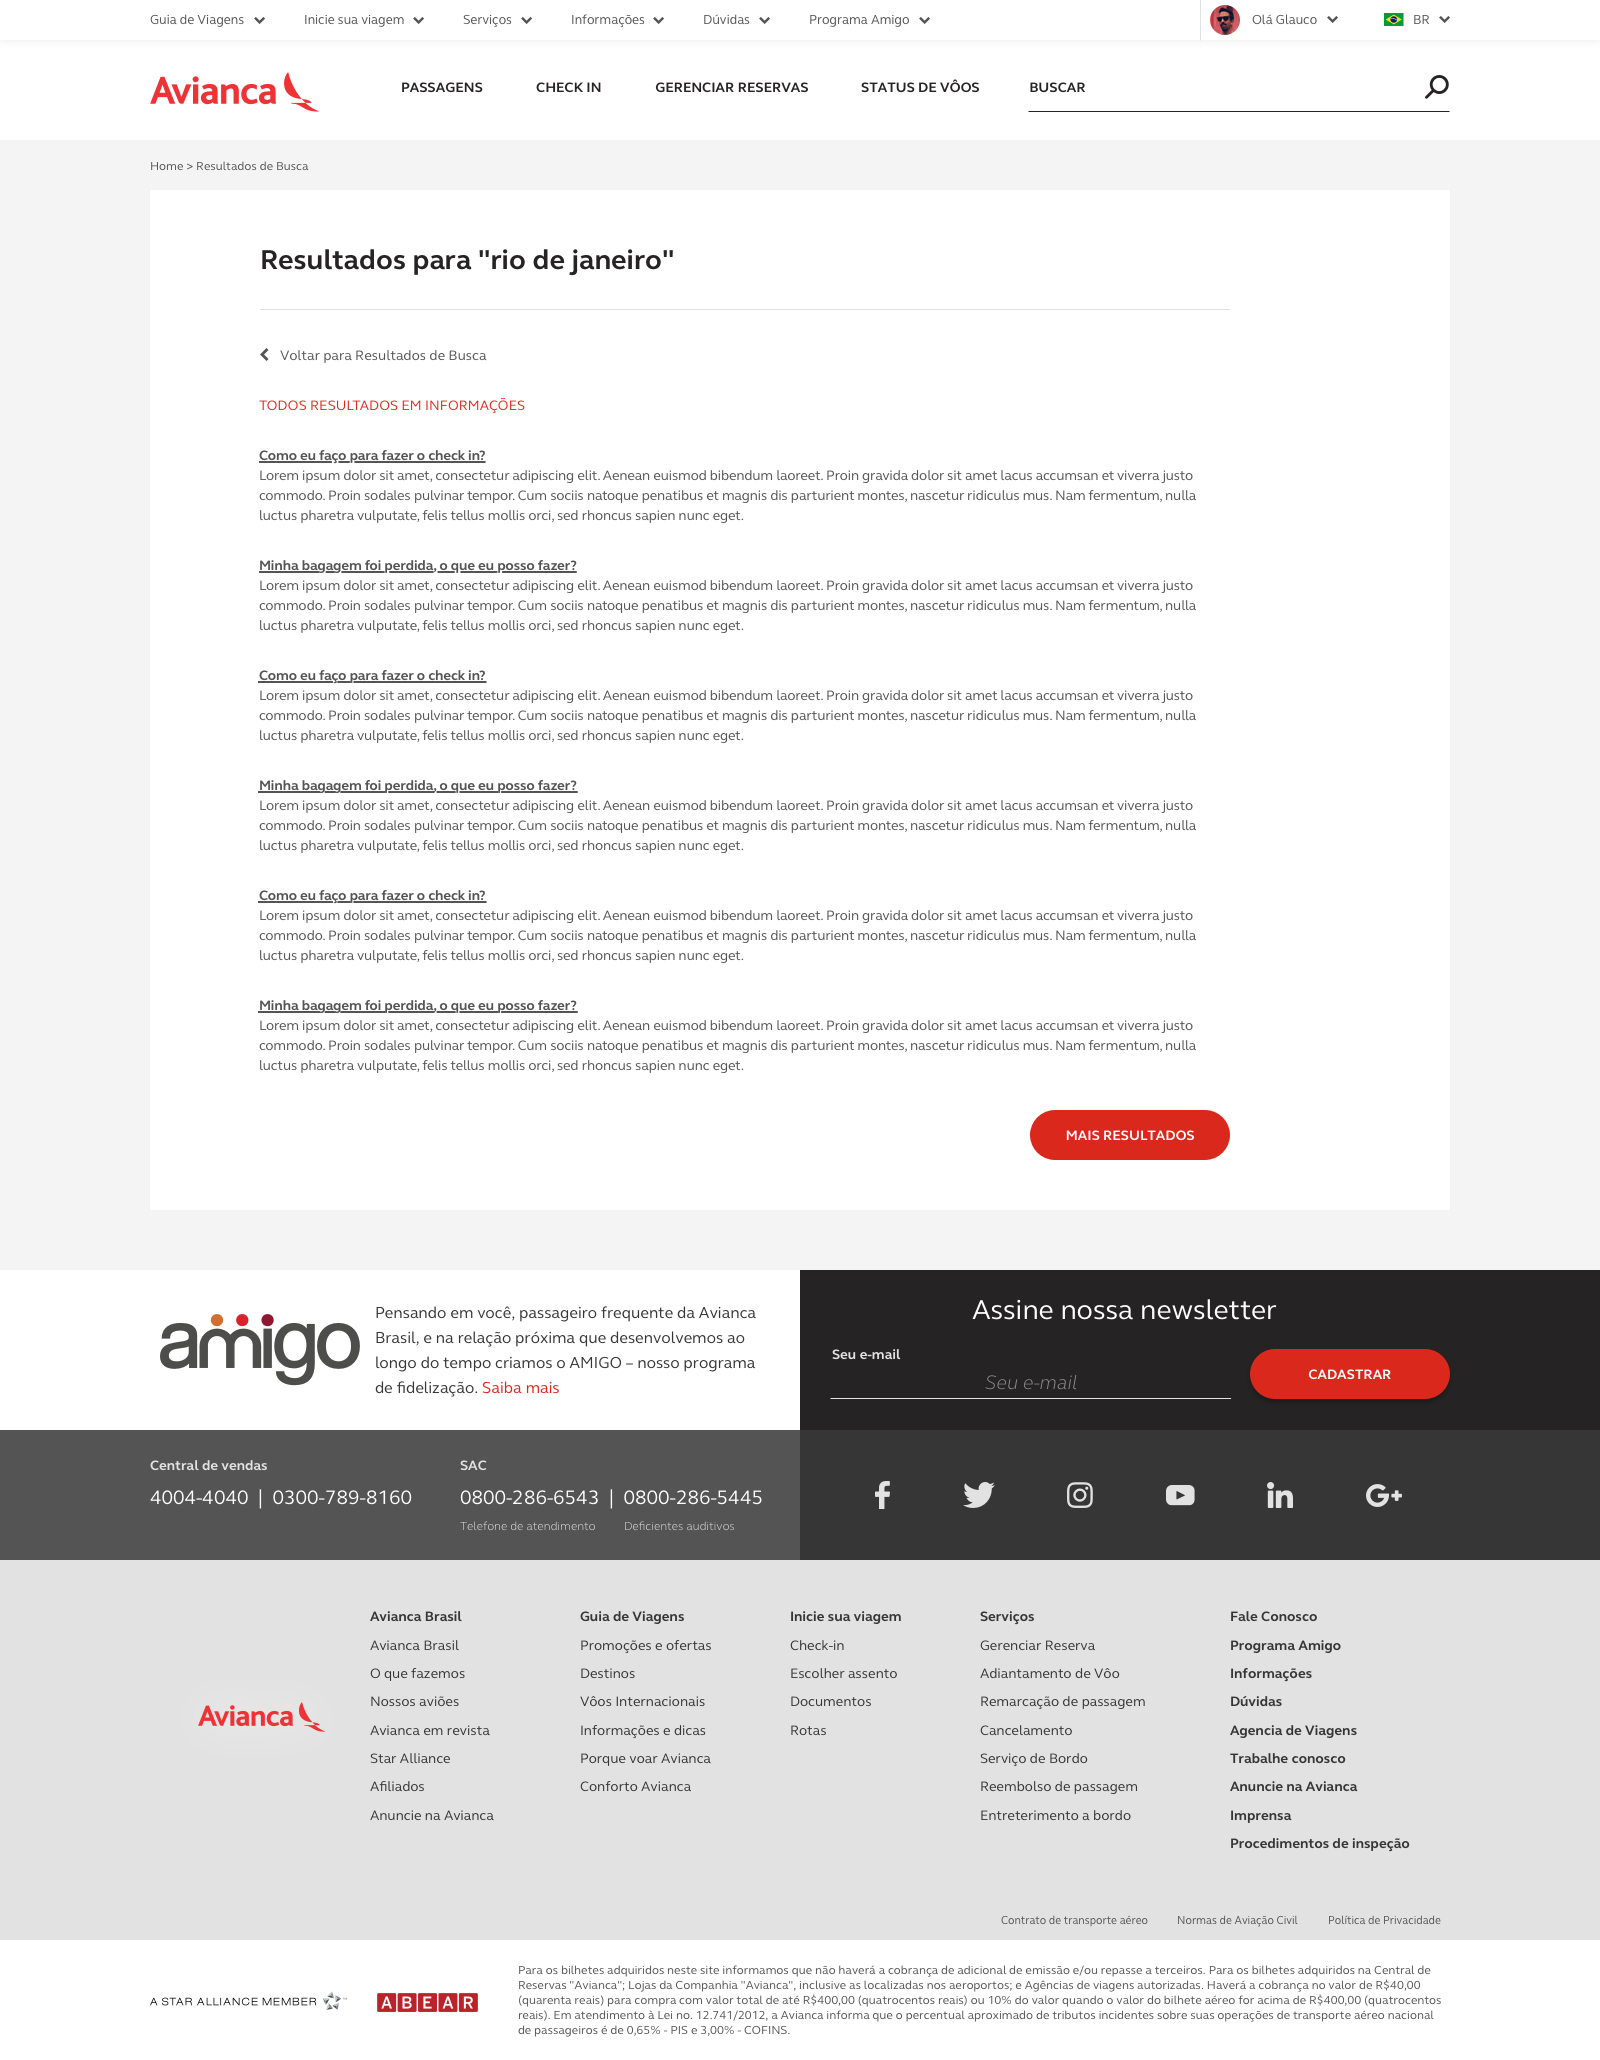 Guia de Viagens Inicie sua viagem Serviços Informações Dúvidas Programa Amigo Olá Glauco BR
Avianca PASSAGENS CHECK IN GERENCIAR RESERVAS STATUS DE VÔOS BUSCAR
Home > Resultados de Busca
Resultados para "rio de janeiro"
Voltar para Resultados de Busca
TODOS RESULTADOS EM INFORMAÇÕES
Como eu faço para fazer o check in?
Lorem ipsum dolor sit amet, consectetur adipiscing elit. Aenean euismod bibendum laoreet. Proin gravida dolor sit amet lacus accumsan et viverra justo
commodo. Proin sodales pulvinar tempor. Cum sociis natoque penatibus et magnis dis parturient montes, nascetur ridiculus mus. Nam fermentum, nulla
luctus pharetra vulputate, felis tellus mollis orci, sed rhoncus sapien nunc eget.
Minha bagagem foi perdida, o que eu posso fazer?
Lorem ipsum dolor sit amet, consectetur adipiscing elit. Aenean euismod bibendum laoreet. Proin gravida dolor sit amet lacus accumsan et viverra justo
commodo. Proin sodales pulvinar tempor. Cum sociis natoque penatibus et magnis dis parturient montes, nascetur ridiculus mus. Nam fermentum, nulla
luctus pharetra vulputate, felis tellus mollis orci, sed rhoncus sapien nunc eget.
Como eu faço para fazer o check in?
Lorem ipsum dolor sit amet, consectetur adipiscing elit. Aenean euismod bibendum laoreet. Proin gravida dolor sit amet lacus accumsan et viverra justo
commodo. Proin sodales pulvinar tempor. Cum sociis natoque penatibus et magnis dis parturient montes, nascetur ridiculus mus. Nam fermentum, nulla
luctus pharetra vulputate, felis tellus mollis orci, sed rhoncus sapien nunc eget.
Minha bagagem foi perdida, o que eu posso fazer?
Lorem ipsum dolor sit amet, consectetur adipiscing elit. Aenean euismod bibendum laoreet. Proin gravida dolor sit amet lacus accumsan et viverra justo
commodo. Proin sodales pulvinar tempor. Cum sociis natoque penatibus et magnis dis parturient montes, nascetur ridiculus mus. Nam fermentum, nulla
luctus pharetra vulputate, felis tellus mollis orci, sed rhoncus sapien nunc eget.
Como eu faço para fazer o check in?
Lorem ipsum dolor sit amet, consectetur adipiscing elit. Aenean euismod bibendum laoreet. Proin gravida dolor sit amet lacus accumsan et viverra justo
commodo. Proin sodales pulvinar tempor. Cum sociis natoque penatibus et magnis dis parturient montes, nascetur ridiculus mus. Nam fermentum, nulla
luctus pharetra vulputate, felis tellus mollis orci, sed rhoncus sapien nunc eget.
Minha bagagem foi perdida, o que eu posso fazer?
Lorem ipsum dolor sit amet, consectetur adipiscing elit. Aenean euismod bibendum laoreet. Proin gravida dolor sit amet lacus accumsan et viverra justo
commodo. Proin sodales pulvinar tempor. Cum sociis natoque penatibus et magnis dis parturient montes, nascetur ridiculus mus. Nam fermentum, nulla
luctus pharetra vulputate, felis tellus mollis orci, sed rhoncus sapien nunc eget.
MAIS RESULTADOS
amigo
Pensando em você, passageiro frequente da Avianca
Brasil, e na relação próxima que desenvolvemos ao
longo do tempo criamos o AMIGO – nosso programa
de fidelização. Saiba mais
Assine nossa newsletter
Seu e-mail
Seu e-mail
CADASTRAR
Central de vendas
4004-4040 | 0300-789-8160
SAC
0800-286-6543 | 0800-286-5445
Telefone de atendimento Deficientes auditivos
Avianca
Avianca Brasil
Avianca Brasil
O que fazemos
Nossos aviões
Avianca em revista
Star Alliance
Afiliados
Anuncie na Avianca
Guia de Viagens
Promoções e ofertas
Destinos
Vôos Internacionais
Informações e dicas
Porque voar Avianca
Conforto Avianca
Inicie sua viagem
Check-in
Escolher assento
Documentos
Rotas
Serviços
Gerenciar Reserva
Adiantamento de Vôo
Remarcação de passagem
Cancelamento
Serviço de Bordo
Reembolso de passagem
Entreterimento a bordo
Fale Conosco
Programa Amigo
Informações
Dúvidas
Agencia de Viagens
Trabalhe conosco
Anuncie na Avianca
Imprensa
Procedimentos de inspeção
Contrato de transporte aéreo Normas de Aviação Civil Política de Privacidade
A STAR ALLIANCE MEMBER
ABEAR
Para os bilhetes adquiridos neste site informamos que não haverá a cobrança de adicional de emissão e/ou repasse a terceiros. Para os bilhetes adquiridos na Central de
Reservas "Avianca"; Lojas da Companhia "Avianca", inclusive as localizadas nos aeroportos; e Agências de viagens autorizadas. Haverá a cobrança no valor de R$40,00
(quarenta reais) para compra com valor total de até R$400,00 (quatrocentos reais) ou 10% do valor quando o valor do bilhete aéreo for acima de R$400,00 (quatrocentos
reais). Em atendimento à Lei no. 12.741/2012, a Avianca informa que o percentual aproximado de tributos incidentes sobre suas operações de transporte aéreo nacional
de passageiros é de 0,65% - PIS e 3,00% - COFINS.